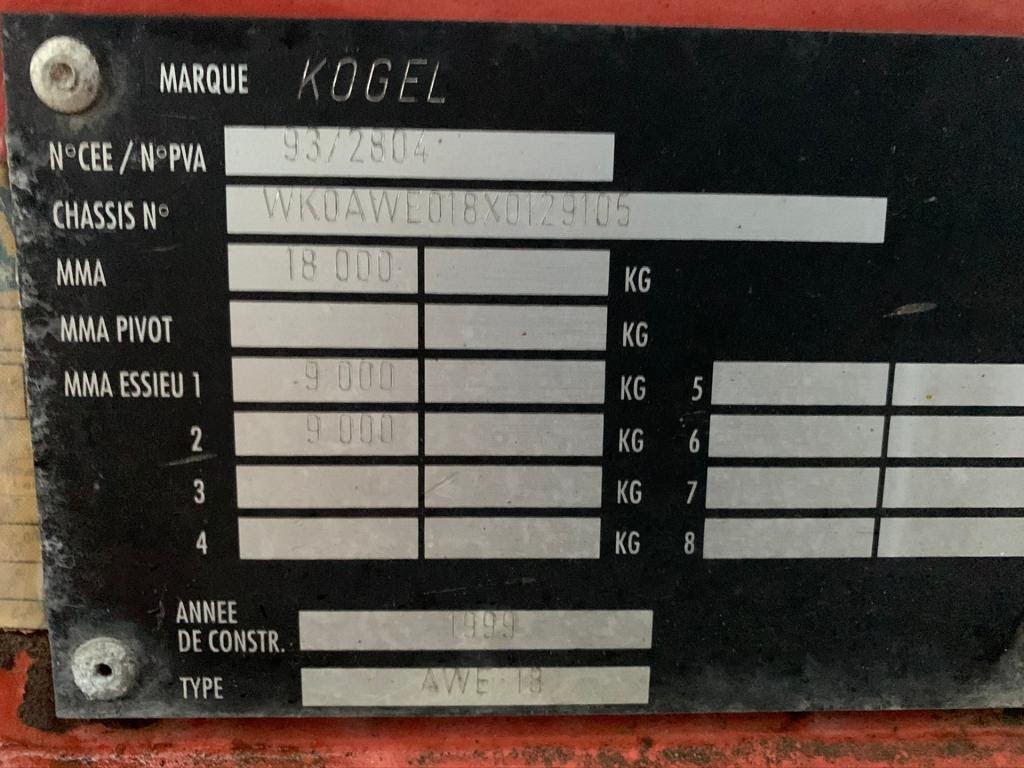 MARQUE KÖGEL
N°CEE / N°PVA 93/2804
CHASSIS N° WK0AWE018X0129105
MMA 18 000 KG
MMA PIVOT KG
MMA ESSIEU 1 9 000 KG 5
2 9 000 KG 6
3 KG 7
4 KG 8
ANNEE
DE CONSTR. 1999
TYPE AWE 18